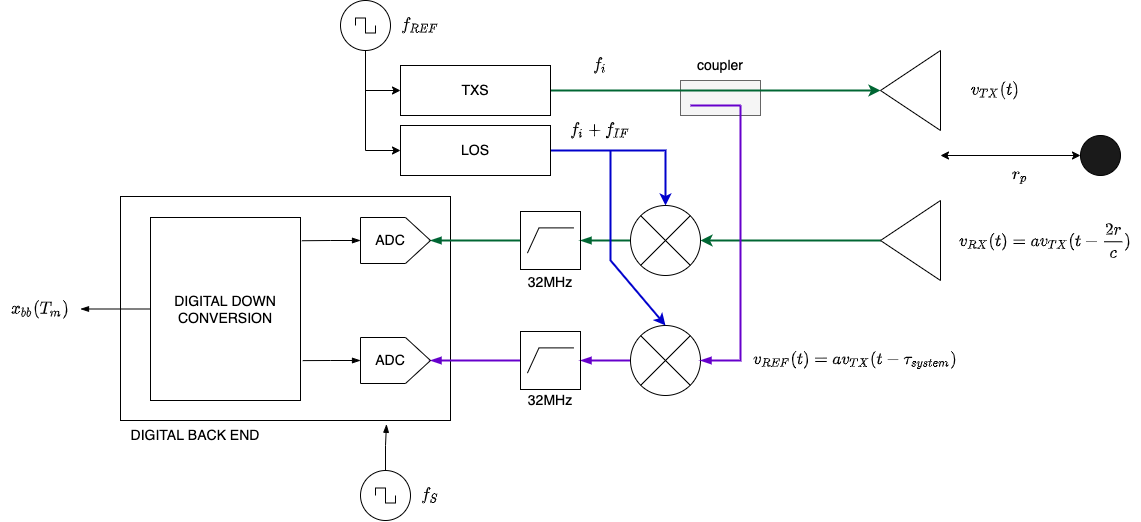 f_{REF}
f_i
coupler
TXS
v_{TX}(t)
f_i + f_{IF}
LOS
r_p
ADC
v_{RX}(t) = av_{TX}(t - \frac{2r}{c})
32MHz
DIGITAL DOWN
CONVERSION
x_{bb}(T_m)
ADC
v_{REF}(t) = av_{TX}(t - τ_{system})
32MHz
DIGITAL BACK END
f_S